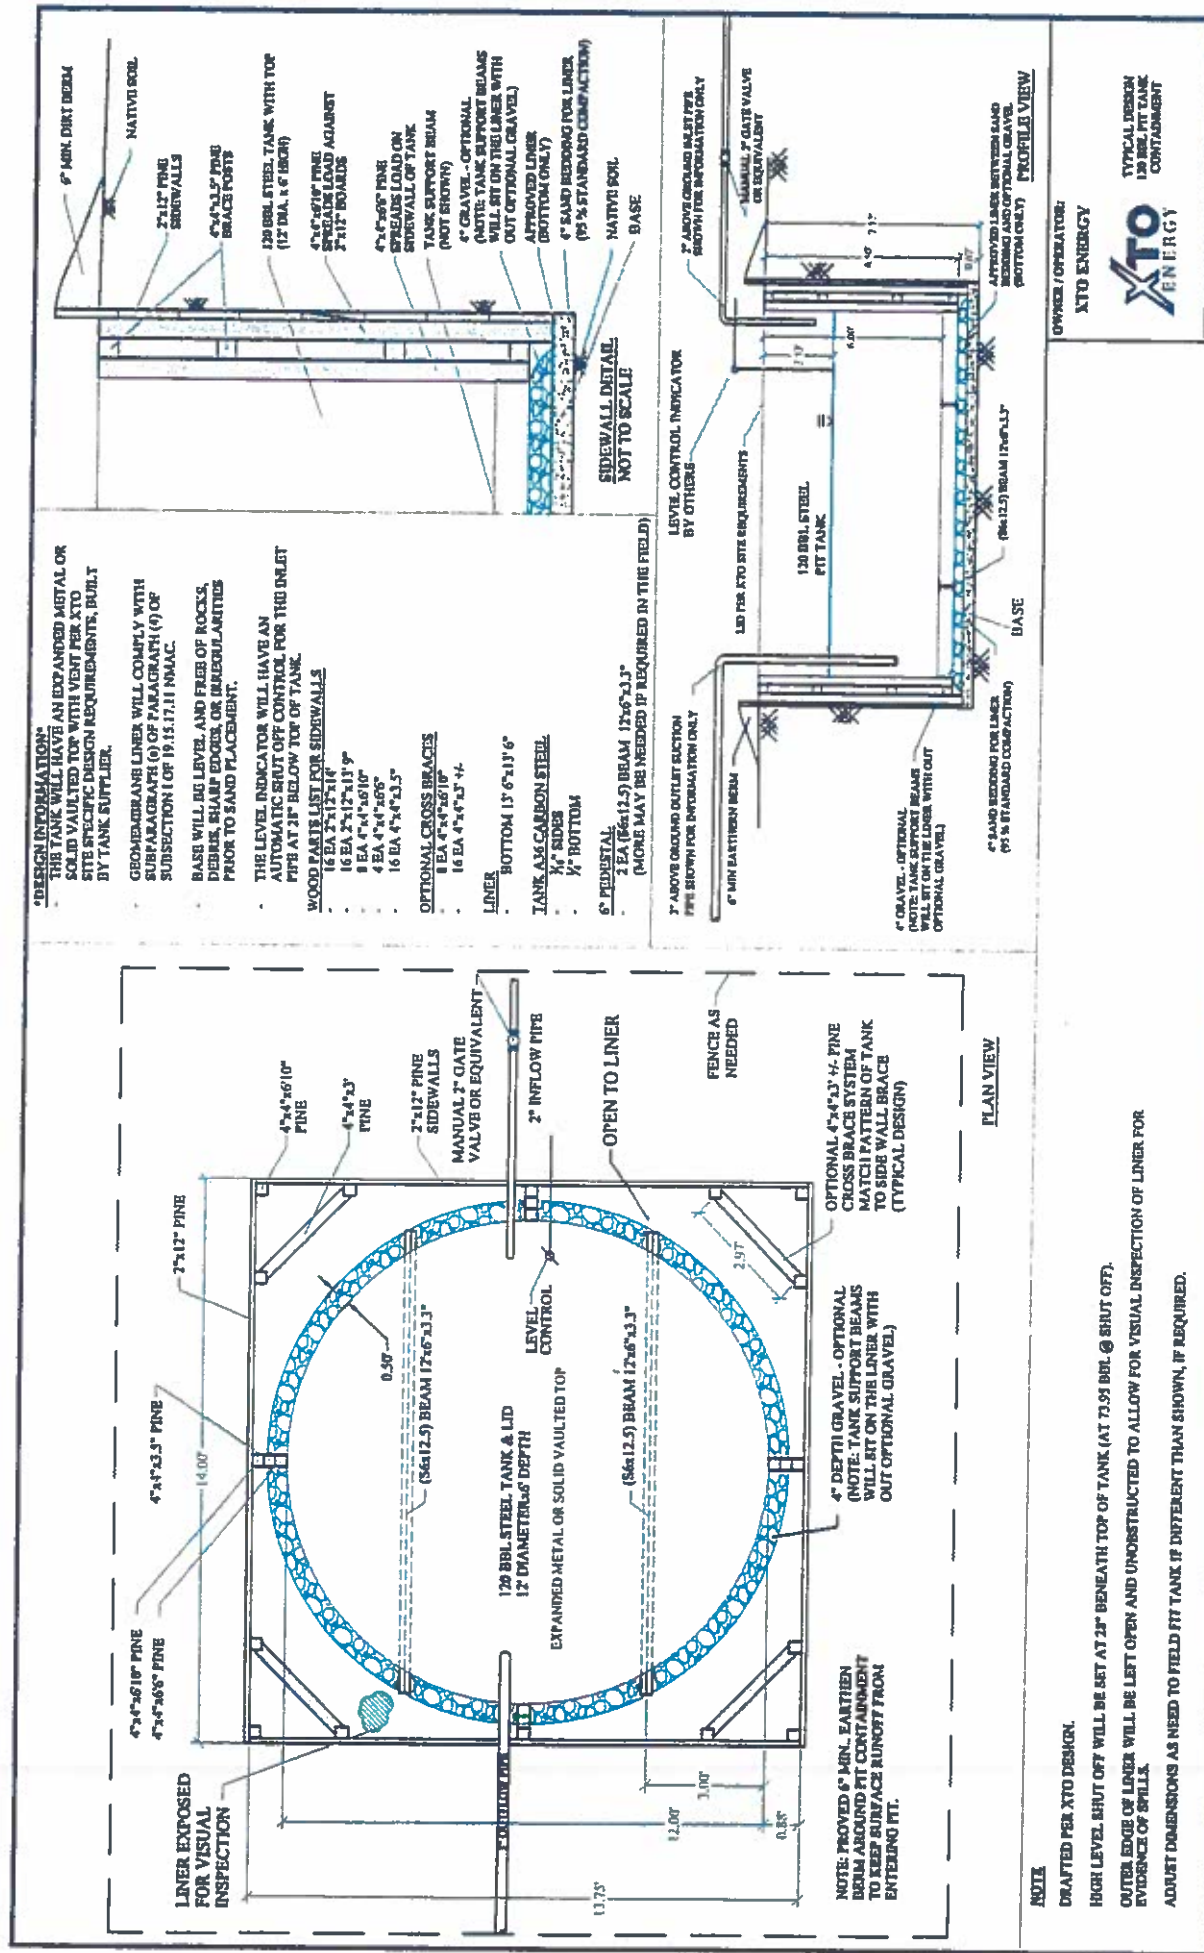 *DESIGN INFORMATION*
- THE TANK WILL HAVE AN EXPANDED METAL OR
SOLID VAULTED TOP WITH VENT PER XTO
SITE SPECIFIC DESIGN REQUIREMENTS, BUILT
BY TANK SUPPLIER.
- GEOMEMBRANE LINER WILL COMPLY WITH
SUBPARAGRAPH (a) OF PARAGRAPH (4) OF
SUBSECTION I OF 19.15.17.11 NMAC.
- BASE WILL BE LEVEL AND FREE OF ROCKS,
DEBRIS, SHARP EDGES, OR IRREGULARITIES
PRIOR TO SAND PLACEMENT.
- THE LEVEL INDICATOR WILL HAVE AN
AUTOMATIC SHUT OFF CONTROL FOR THE INLET
PIPE AT 28" BELOW TOP OF TANK.
WOOD PARTS LIST FOR SIDEWALLS
- 16 EA 2"x12"x14'
- 16 EA 2"x12"x13'9"
- 8 EA 4"x4"x6'10"
- 4 EA 4"x4"x6'6"
- 16 EA 4"x4"x3.5"
OPTIONAL CROSS BRACES
- 8 EA 4"x4"x6'10"
- 16 EA 4"x4"x3' +/-
LINER
- BOTTOM 13' 6"x13' 6"
TANK A36 CARBON STEEL
- 3/16" SIDES
- 1/4" BOTTOM
6" PEDESTAL
- 2 EA (S6x12.5) BEAM 12'x6"x3.3"
(MORE MAY BE NEEDED IF REQUIRED IN THE FIELD)
6" MIN. DIRT BERM
NATIVE SOIL
2"x12" PINE
SIDEWALLS
4"x4"x3.5" PINE
BRACE POSTS
120 BBL STEEL TANK WITH TOP
(12' DIA. x 6' HIGH)
4"x4"x6'10" PINE
SPREADS LOAD AGAINST
2"x12" BOARDS
4"x4"x6'6" PINE
SPREADS LOAD ON
SIDEWALL OF TANK
TANK SUPPORT BEAM
(NOT SHOWN)
4" GRAVEL - OPTIONAL
(NOTE: TANK SUPPORT BEAMS
WILL SIT ON THE LINER WITH
OUT OPTIONAL GRAVEL)
APPROVED LINER
(BOTTOM ONLY)
4" SAND BEDDING FOR LINER
(95 % STANDARD COMPACTION)
NATIVE SOIL
BASE
SIDEWALL DETAIL
NOT TO SCALE
4"x4"x6'10" PINE
4"x4"x6'6" PINE
4"x4"x3.5" PINE
2"x12" PINE
4"x4"x6'10"
PINE
4"x4"x3'
PINE
2"x12" PINE
SIDEWALLS
MANUAL 2" GATE
VALVE OR EQUIVALENT
2" INFLOW PIPE
OPEN TO LINER
FENCE AS
NEEDED
LINER EXPOSED
FOR VISUAL
INSPECTION
14.00'
0.50'
(S6x12.5) BEAM 12'x6"x3.3"
LEVEL
CONTROL
120 BBL STEEL TANK & LID
12' DIAMETER x6' DEPTH
EXPANDED METAL OR SOLID VAULTED TOP
(S6x12.5) BEAM 12'x6"x3.3"
OUTFLOW PIPE
2.97'
13.75'
12.00'
3.00'
0.88'
NOTE: PROVED 6" MIN., EARTHEN
BERM AROUND PIT CONTAINMENT
TO KEEP SURFACE RUNOFF FROM
ENTERING PIT.
4" DEPTH GRAVEL - OPTIONAL
(NOTE: TANK SUPPORT BEAMS
WILL SIT ON THE LINER WITH
OUT OPTIONAL GRAVEL)
OPTIONAL 4"x4"x3' +/- PINE
CROSS BRACE SYSTEM
MATCH PATTERN OF TANK
TO SIDE WALL BRACE
(TYPICAL DESIGN)
PLAN VIEW
LEVEL CONTROL INDICATOR
BY OTHERS
2" ABOVE GROUND INLET PIPE
SHOWN FOR INFORMATION ONLY
MANUAL 2" GATE VALVE
OR EQUIVALENT
ABOVE GROUND OUTLET SUCTION
PIPE SHOWN FOR INFORMATION ONLY
6" MIN EARTHERN BERM
LID PER XTO SITE REQUIREMENTS
120 BBL STEEL
PIT TANK
6.00'
4" GRAVEL - OPTIONAL
(NOTE: TANK SUPPORT BEAMS
WILL SIT ON THE LINER WITH OUT
OPTIONAL GRAVEL)
4" SAND BEDDING FOR LINER
(95 % STANDARD COMPACTION)
BASE
(S6x12.5) BEAM 12'x6"x3.3"
APPROVED LINER BETWEEN SAND
BEDDING AND OPTIONAL GRAVEL
(BOTTOM ONLY)
PROFILE VIEW
NOTE
DRAFTED PER XTO DESIGN.
HIGH LEVEL SHUT OFF WILL BE SET AT 28" BENEATH TOP OF TANK (AT 73.95 BBL @ SHUT OFF).
OUTER EDGE OF LINER WILL BE LEFT OPEN AND UNOBSTRUCTED TO ALLOW FOR VISUAL INSPECTION OF LINER FOR
EVIDENCE OF SPILLS.
ADJUST DIMENSIONS AS NEED TO FIELD FIT TANK IF DIFFERENT THAN SHOWN, IF REQUIRED.
OWNER / OPERATOR:
XTO ENERGY
XTO
ENERGY
TYPICAL DESIGN
120 BBL PIT TANK
CONTAINMENT